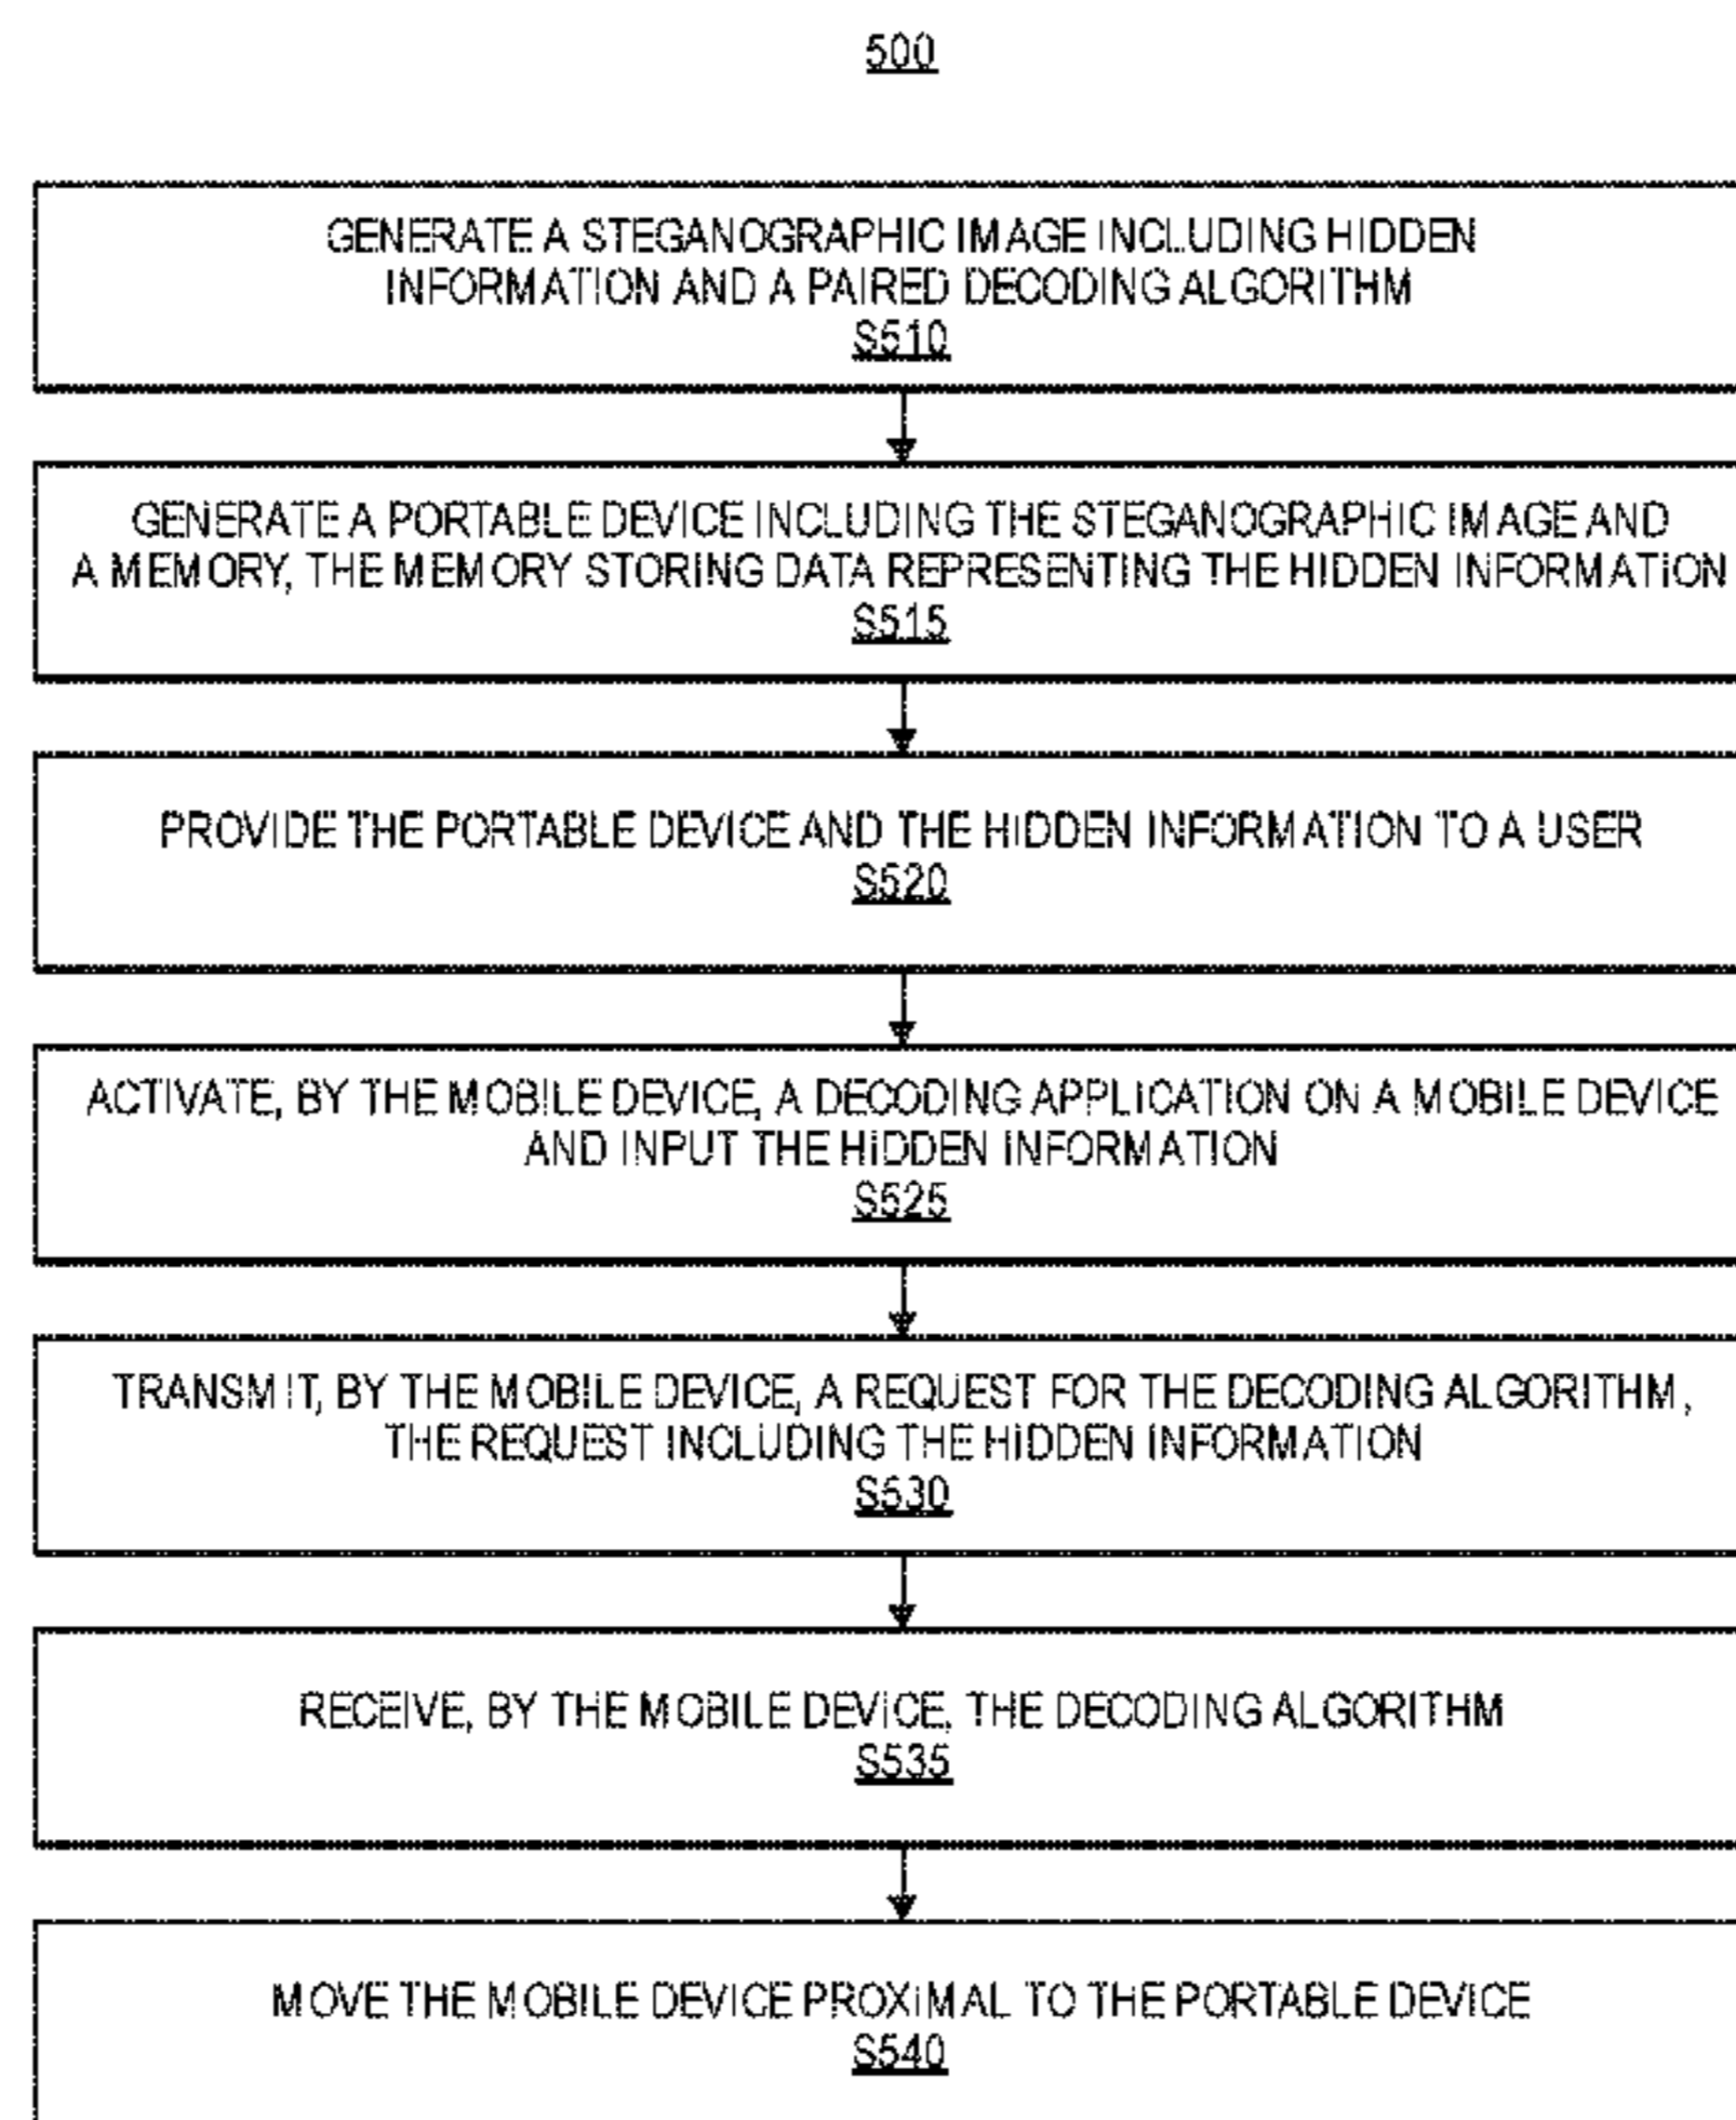 500
GENERATE A STEGANOGRAPHIC IMAGE INCLUDING HIDDEN
INFORMATION AND A PAIRED DECODING ALGORITHM
S510
GENERATE A PORTABLE DEVICE INCLUDING THE STEGANOGRAPHIC IMAGE AND
A MEMORY, THE MEMORY STORING DATA REPRESENTING THE HIDDEN INFORMATION
S515
PROVIDE THE PORTABLE DEVICE AND THE HIDDEN INFORMATION TO A USER
S520
ACTIVATE, BY THE MOBILE DEVICE, A DECODING APPLICATION ON A MOBILE DEVICE
AND INPUT THE HIDDEN INFORMATION
S525
TRANSMIT, BY THE MOBILE DEVICE, A REQUEST FOR THE DECODING ALGORITHM,
THE REQUEST INCLUDING THE HIDDEN INFORMATION
S530
RECEIVE, BY THE MOBILE DEVICE, THE DECODING ALGORITHM
S535
MOVE THE MOBILE DEVICE PROXIMAL TO THE PORTABLE DEVICE
S540